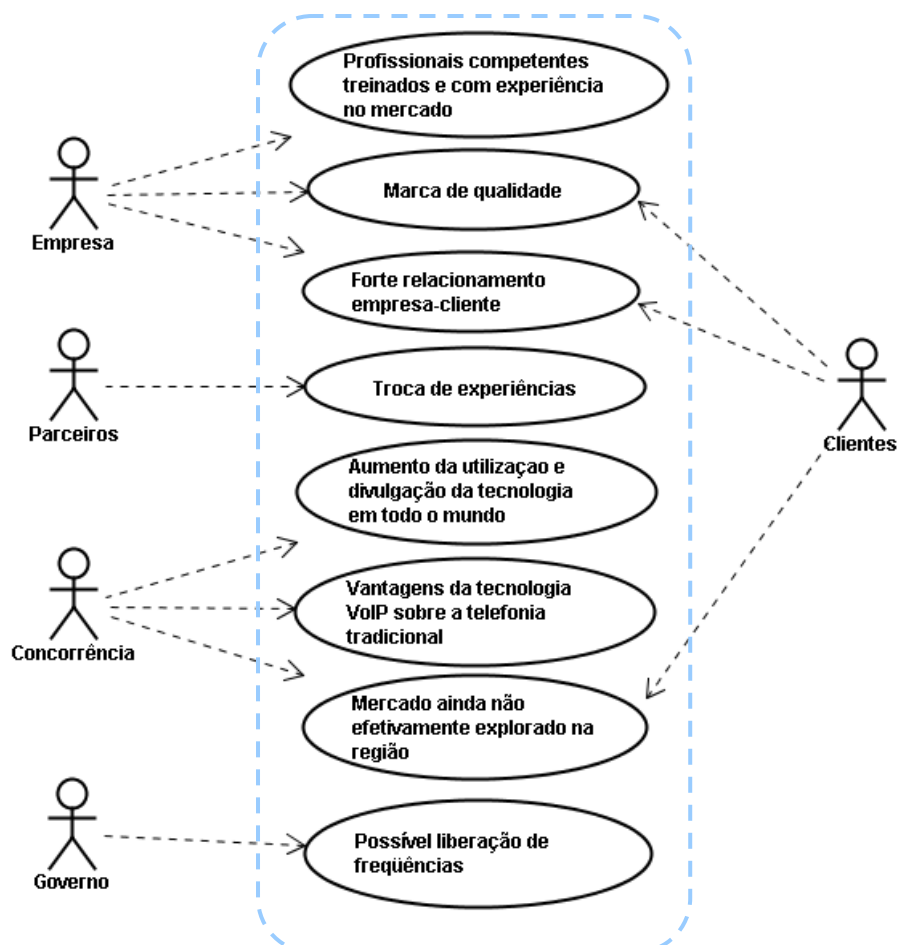 Profissionais competentes
treinados e com experiência
no mercado
Marca de qualidade
Empresa
Forte relacionamento
empresa-cliente
Troca de experiências
Parceiros
Clientes
Aumento da utilizaçao e
divulgação da tecnologia
em todo o mundo
Vantagens da tecnologia
VoIP sobre a telefonia
tradicional
Concorrência
Mercado ainda não
efetivamente explorado na
região
Possível liberação de
freqüências
Governo